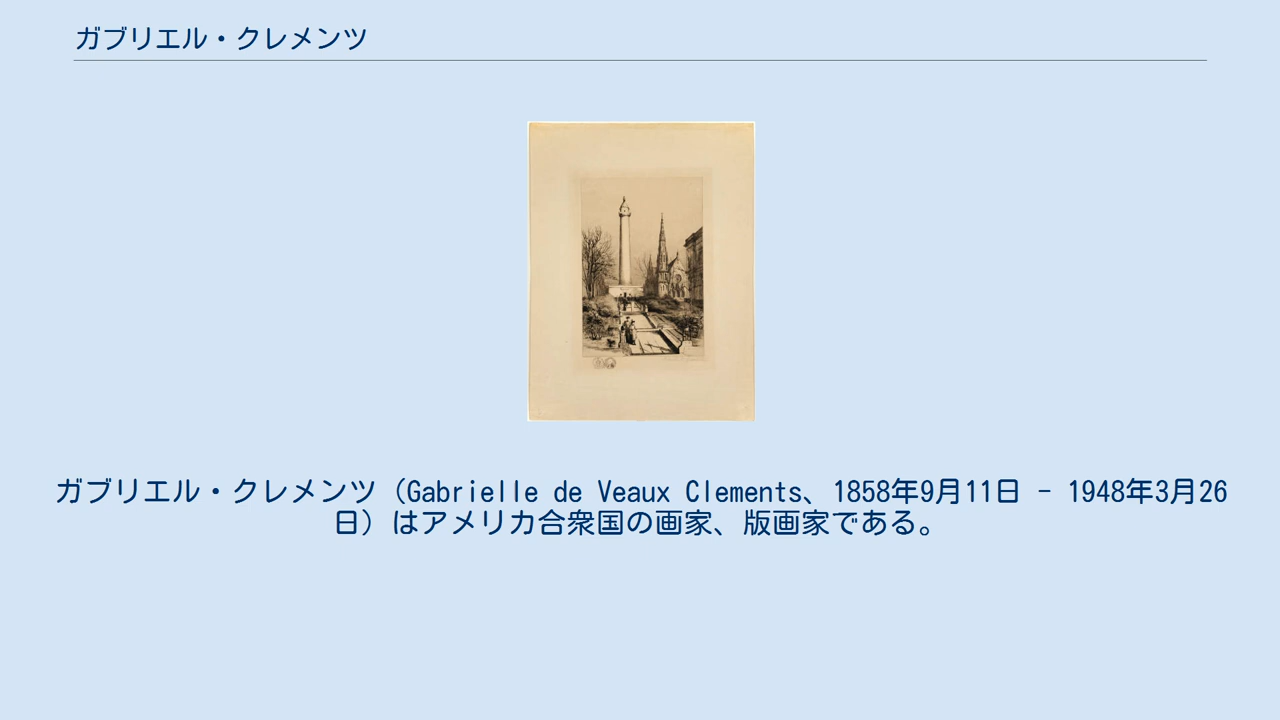 ガブリエル・クレメンツ
ガブリエル・クレメンツ（Gabrielle de Veaux Clements、1858年9月11日 - 1948年3月26
日）はアメリカ合衆国の画家、版画家である。